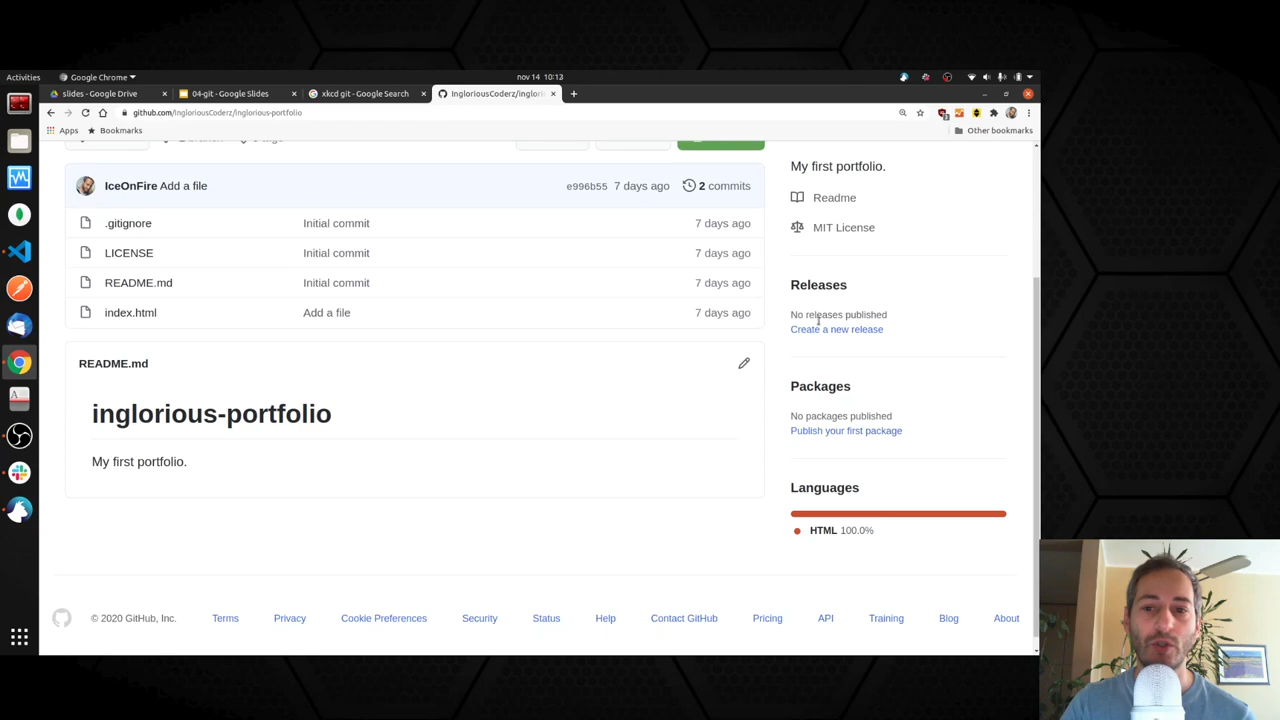 Activities
Google Chrome
nov 14 10:13
slides - Google Drive
04-git - Google Slides
xkcd git - Google Search
IngloriousCoderz/inglori
github.com/IngloriousCoderz/inglorious-portfolio
Apps
Bookmarks
Other bookmarks
My first portfolio.
IceOnFire Add a file
e996b55 7 days ago
2 commits
Readme
.gitignore
Initial commit
7 days ago
MIT License
LICENSE
Initial commit
7 days ago
README.md
Initial commit
7 days ago
index.html
Add a file
7 days ago
Releases
No releases published
Create a new release
README.md
Packages
No packages published
Publish your first package
inglorious-portfolio
My first portfolio.
Languages
HTML 100.0%
© 2020 GitHub, Inc.
Terms
Privacy
Cookie Preferences
Security
Status
Help
Contact GitHub
Pricing
API
Training
Blog
About